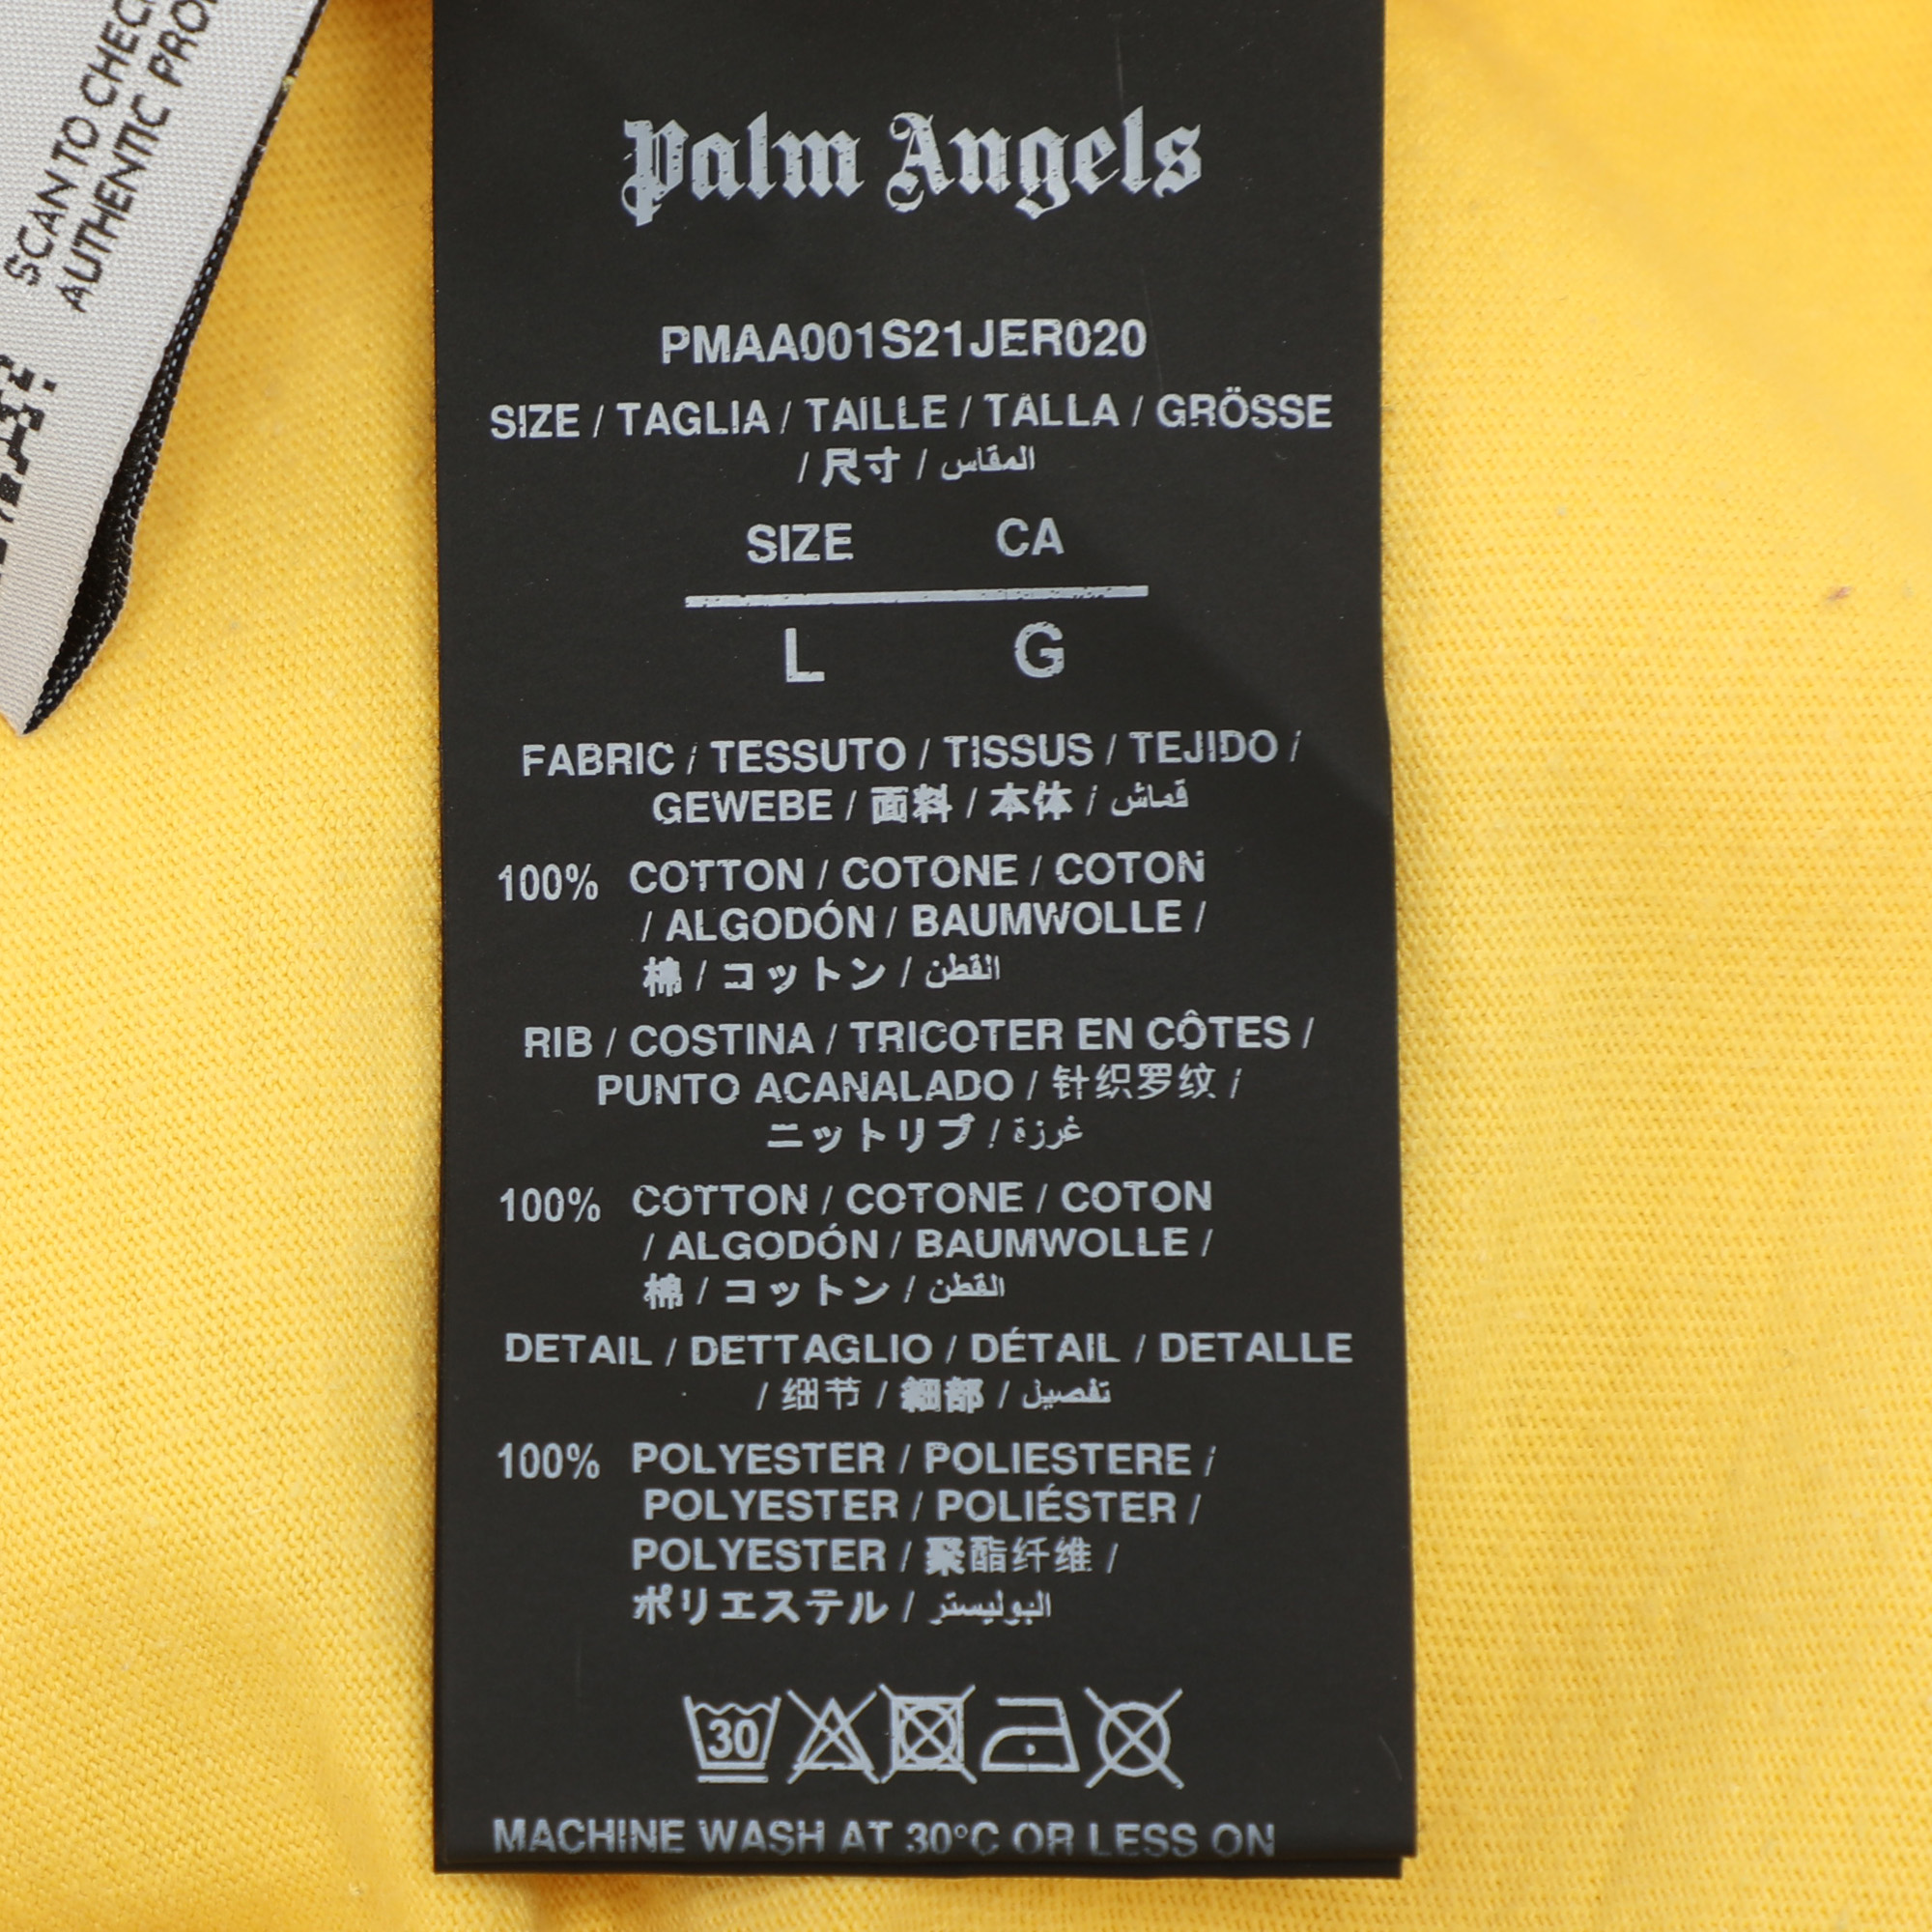 SCAN TO CHEC
AUTHENTIC PRO
Palm Angels
PMAA001S21JER020
SIZE / TAGLIA / TAILLE / TALLA / GRÖSSE
/ 尺寸 / المقاس
SIZE CA
L G
FABRIC / TESSUTO / TISSUS / TEJIDO /
GEWEBE / 面料 / 本体 / قماش
100% COTTON / COTONE / COTON
/ ALGODÓN / BAUMWOLLE /
棉 / コットン / القطن
RIB / COSTINA / TRICOTER EN CÔTES /
PUNTO ACANALADO / 针织罗纹 /
ニットリブ / غرزة
100% COTTON / COTONE / COTON
/ ALGODÓN / BAUMWOLLE /
棉 / コットン / القطن
DETAIL / DETTAGLIO / DÉTAIL / DETALLE
/ 细节 / 細部 / تفصيل
100% POLYESTER / POLIESTERE /
POLYESTER / POLIÉSTER /
POLYESTER / 聚酯纤维 /
ポリエステル / البوليستر
30
MACHINE WASH AT 30°C OR LESS ON